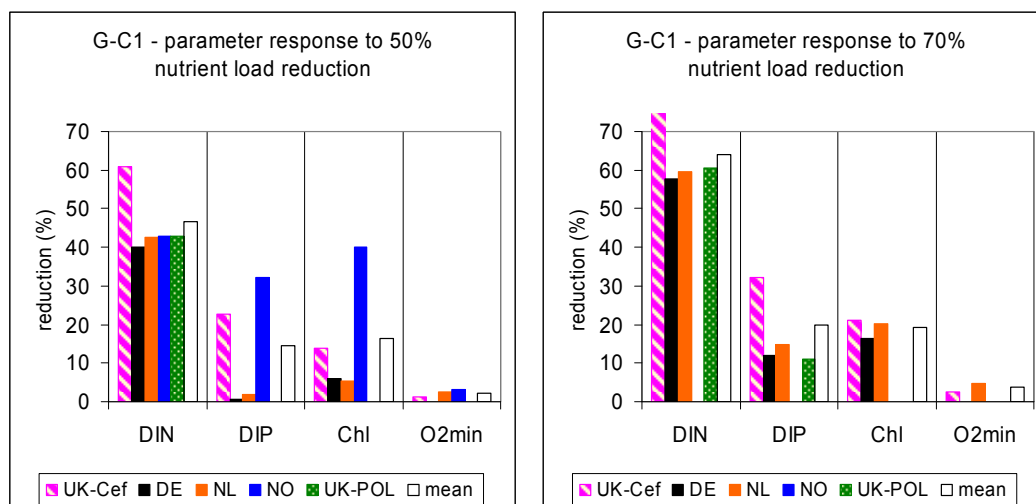 G-C1 - parameter response to 50%
nutrient load reduction
reduction (%)
70
60
50
40
30
20
10
0
DIN DIP Chl O2min
UK-Cef DE NL NO UK-POL mean
G-C1 - parameter response to 70%
nutrient load reduction
reduction (%)
70
60
50
40
30
20
10
0
DIN DIP Chl O2min
UK-Cef DE NL NO UK-POL mean